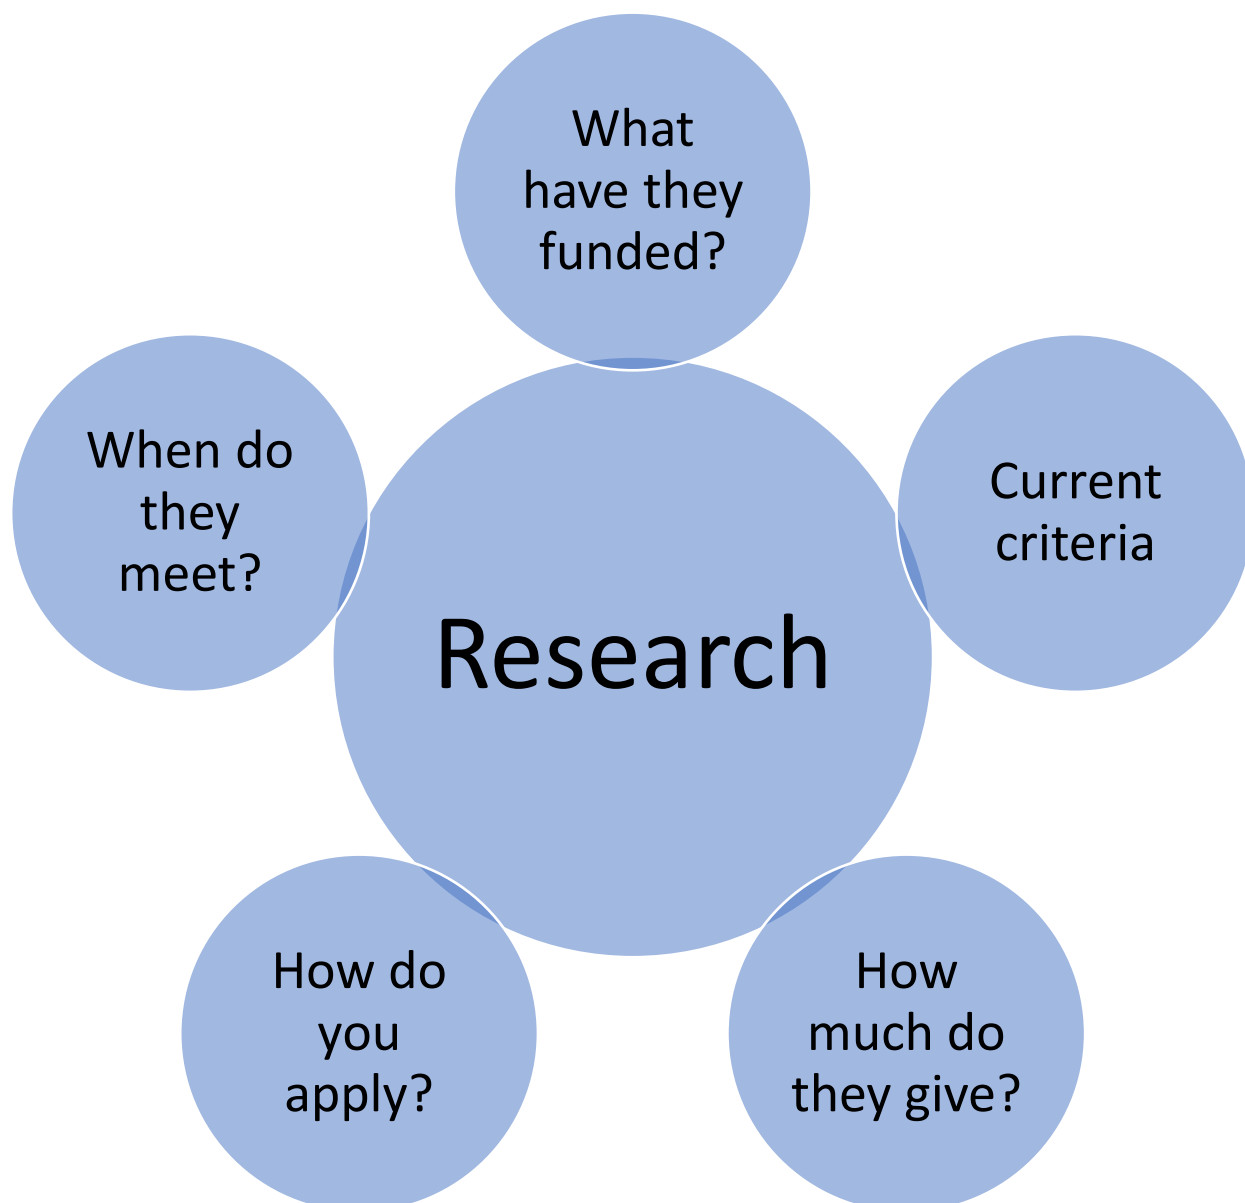 What
have they
funded?
Current
criteria
How
much do
they give?
How do
you
apply?
When do
they
meet?
Research